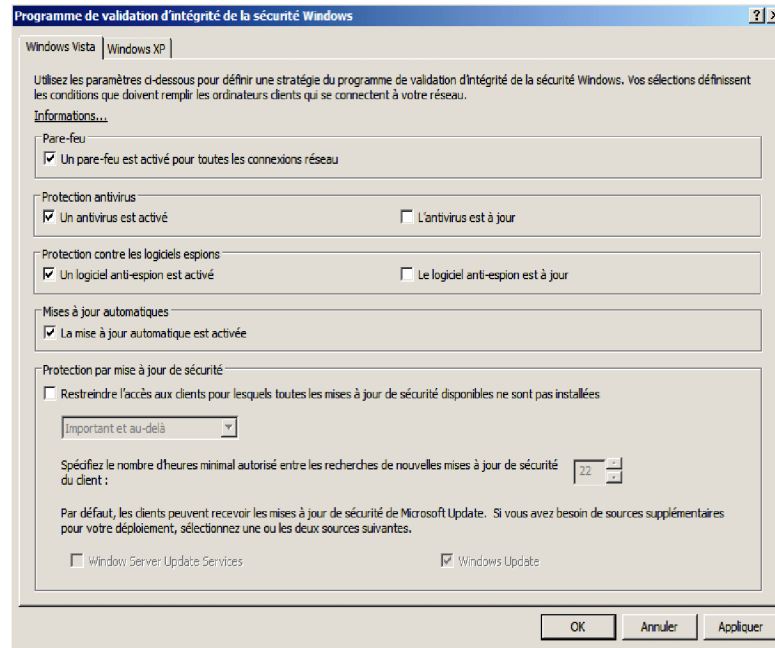 Programme de validation d'intégrité de la sécurité Windows
Windows Vista
Windows XP
Utilisez les paramètres ci-dessous pour définir une stratégie du programme de validation d'intégrité de la sécurité Windows. Vos sélections définissent
les conditions que doivent remplir les ordinateurs clients qui se connectent à votre réseau.
Informations...
Pare-feu
Un pare-feu est activé pour toutes les connexions réseau
Protection antivirus
Un antivirus est activé
L'antivirus est à jour
Protection contre les logiciels espions
Un logiciel anti-espion est activé
Le logiciel anti-espion est à jour
Mises à jour automatiques
La mise à jour automatique est activée
Protection par mise à jour de sécurité
Restreindre l'accès aux clients pour lesquels toutes les mises à jour de sécurité disponibles ne sont pas installées
Important et au-delà
Spécifiez le nombre d'heures minimal autorisé entre les recherches de nouvelles mises à jour de sécurité
du client :
22
Par défaut, les clients peuvent recevoir les mises à jour de sécurité de Microsoft Update. Si vous avez besoin de sources supplémentaires
pour votre déploiement, sélectionnez une ou les deux sources suivantes.
Window Server Update Services
Windows Update
OK
Annuler
Appliquer